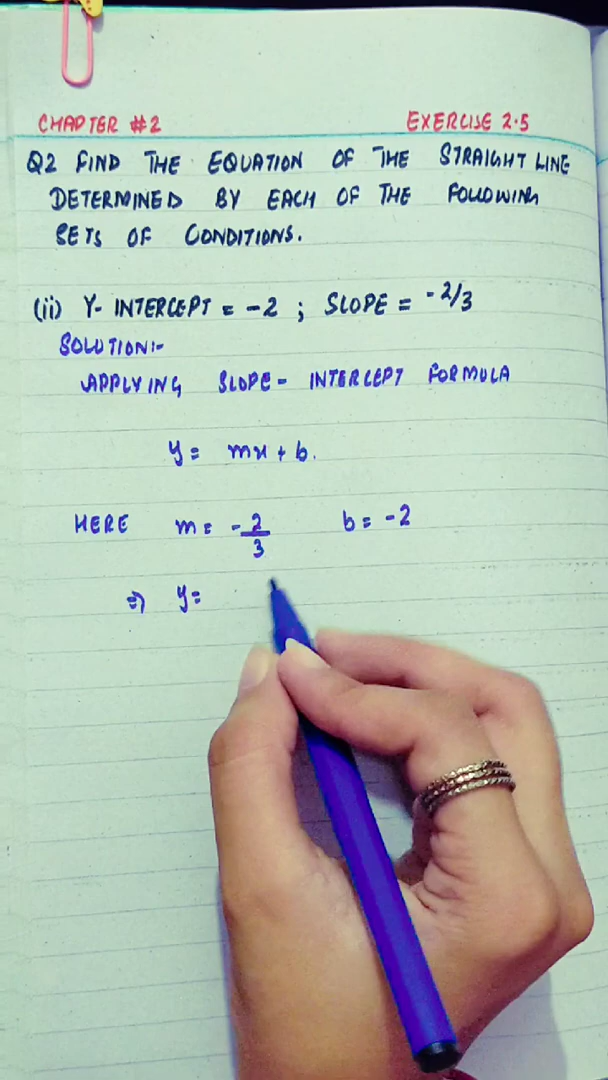 CHAPTER #2 EXERCISE 2.5
Q2 FIND THE EQUATION OF THE STRAIGHT LINE
DETERMINED BY EACH OF THE FOLLOWING
SETS OF CONDITIONS.
(ii) Y-INTERCEPT = -2 ; SLOPE = -2/3
SOLUTION:-
APPLYING SLOPE-INTERCEPT FORMULA
y = mx + b.
HERE m = -2/3 b = -2
⇒ y =